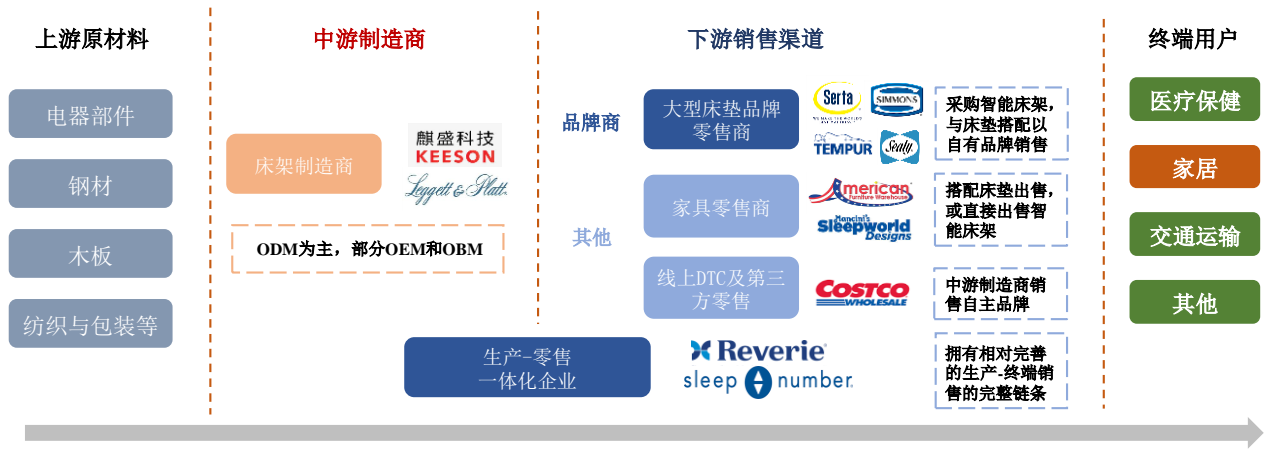 上游原材料
中游制造商
下游销售渠道
终端用户
电器部件
钢材
木板
纺织与包装等
床架制造商
麒盛科技
KEESON
Leggett & Platt
ODM为主，部分OEM和OBM
品牌商
大型床垫品牌
零售商
Serta
SIMMONS
TEMPUR
Sealy
采购智能床架，
与床垫搭配以
自有品牌销售
其他
家具零售商
American
Furniture Warehouse
Mancini's
Sleepworld
Designs
搭配床垫出售，
或直接出售智
能床架
线上DTC及第三
方零售
COSTCO
WHOLESALE
中游制造商销
售自主品牌
生产-零售
一体化企业
Reverie
sleep number
拥有相对完善
的生产-终端销
售的完整链条
医疗保健
家居
交通运输
其他